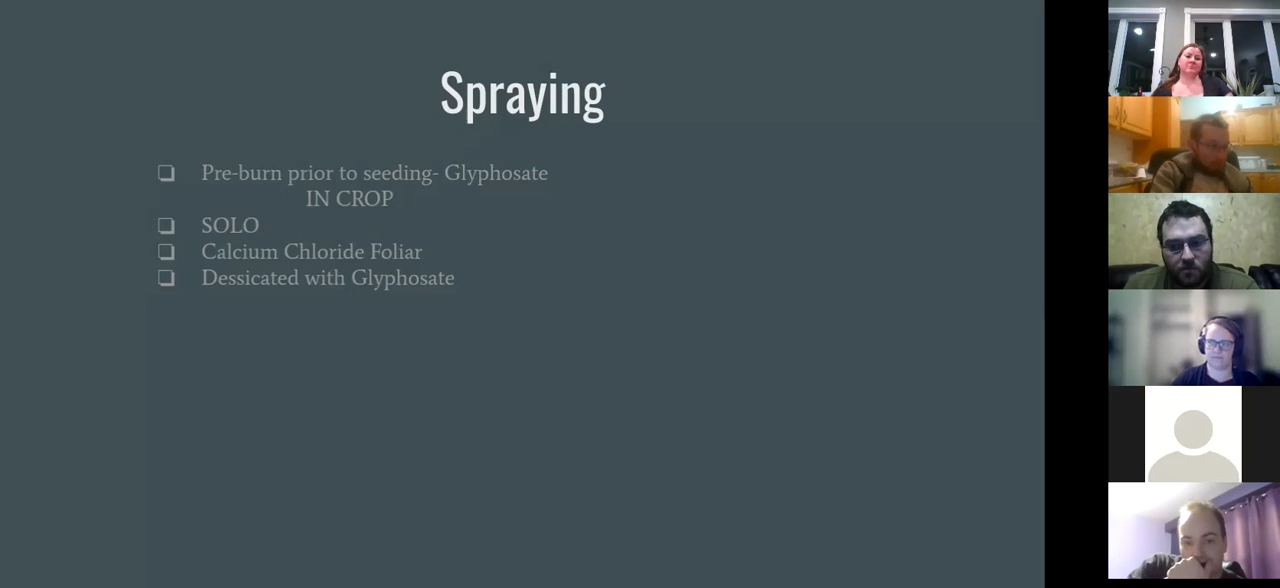 Spraying
Pre-burn prior to seeding- Glyphosate
IN CROP
SOLO
Calcium Chloride Foliar
Dessicated with Glyphosate